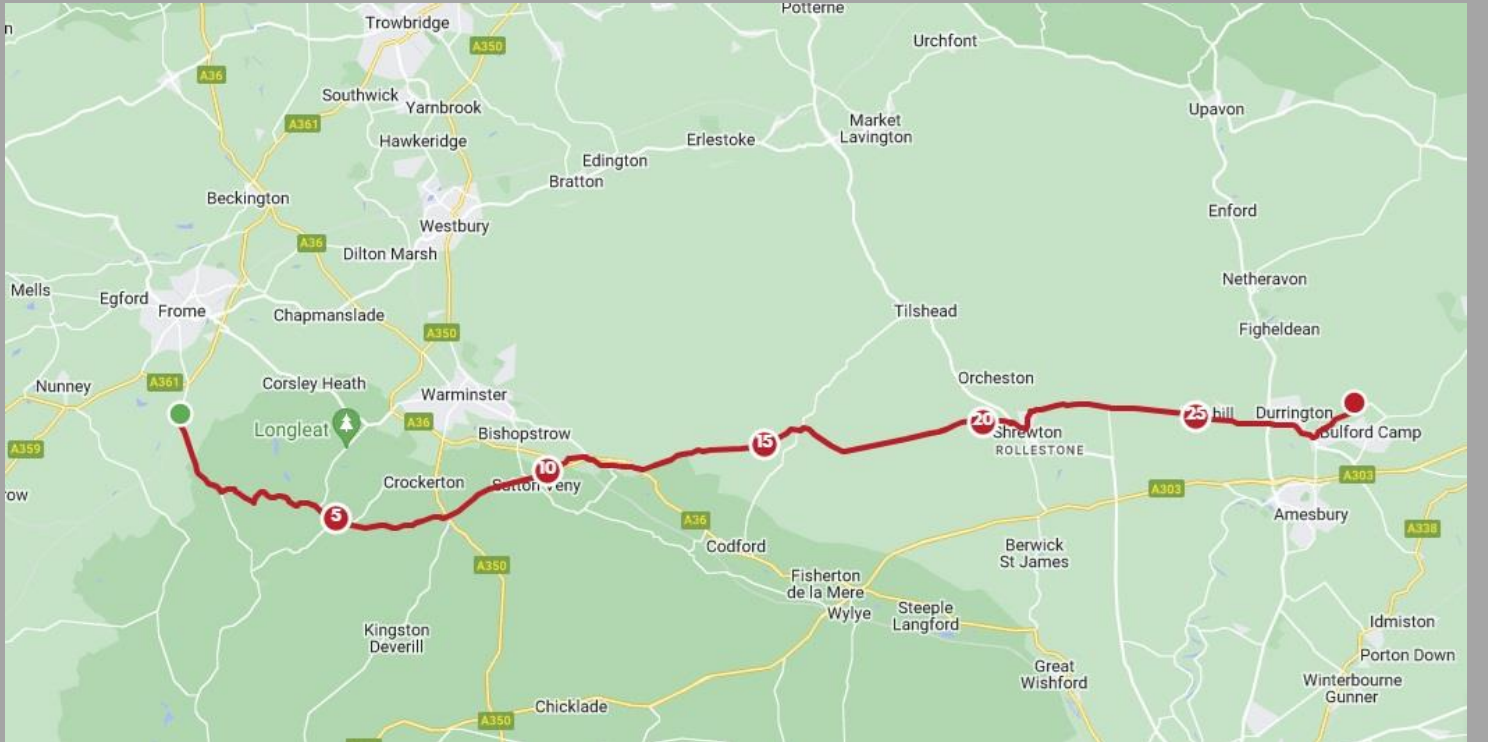 Potterne
n
Trowbridge
Urchfont
A350
A36
Southwick
Yarnbrook
Upavon
A361
Market
Lavington
Hawkeridge
Erlestoke
Edington
Bratton
Beckington
Enford
Westbury
A36
Dilton Marsh
Netheravon
Mells
Egford
Frome
Chapmanslade
Tilshead
Figheldean
A350
Orcheston
A361
Corsley Heath
Nunney
Warminster
Durrington
25
hill
20
A36
Longleat
Shrewton
ROLLESTONE
Bulford Camp
Bishopstrow
15
A359
10
Crockerton
Sutton Veny
A303
A303
row
5
A36
Amesbury
A338
Codford
Berwick
St James
A350
Fisherton
de la Mere
Wylye
Steeple
Langford
Idmiston
Kingston
Deverill
Porton Down
Great
Wishford
Winterbourne
Gunner
Chicklade
A350